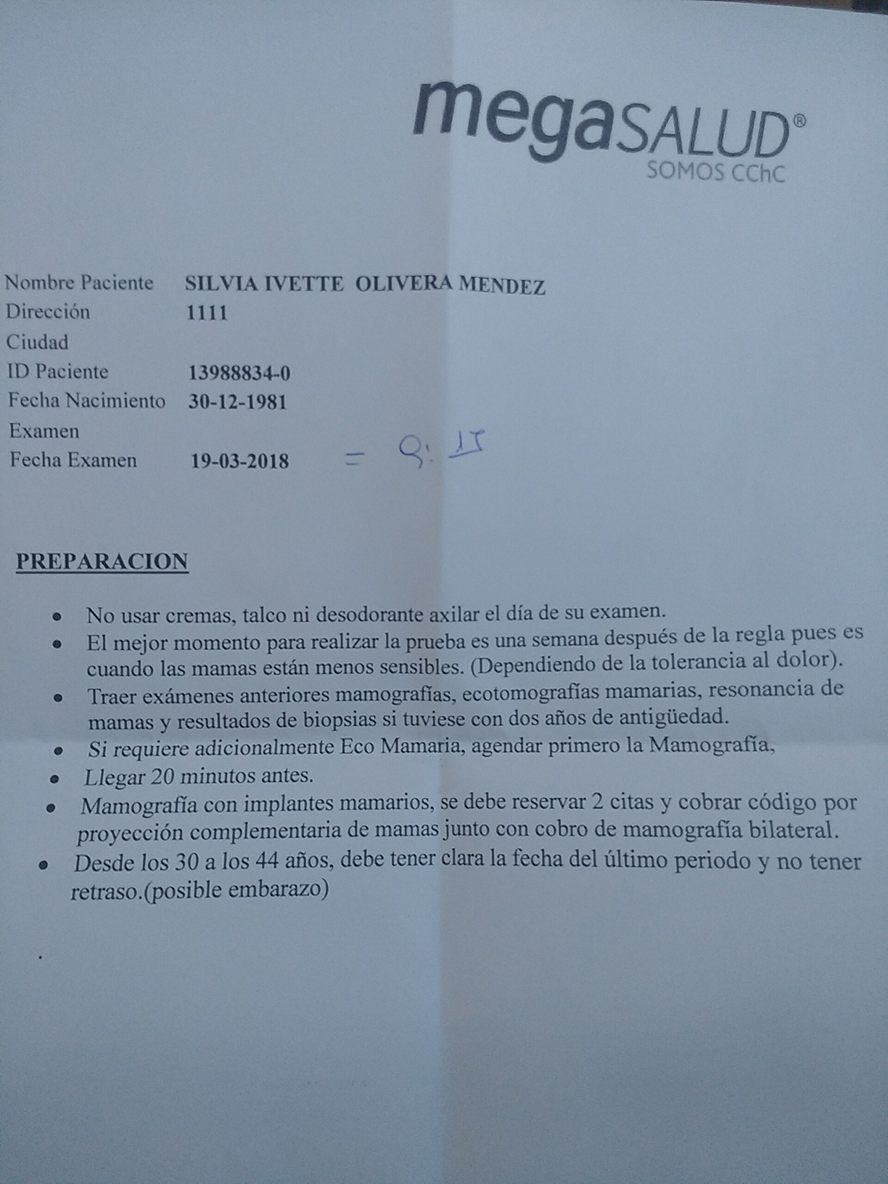 megaSALUD®
SOMOS CChC
Nombre Paciente SILVIA IVETTE OLIVERA MENDEZ
Dirección 1111
Ciudad
ID Paciente 13988834-0
Fecha Nacimiento 30-12-1981
Examen
Fecha Examen 19-03-2018 =
PREPARACION
• No usar cremas, talco ni desodorante axilar el día de su examen.
• El mejor momento para realizar la prueba es una semana después de la regla pues es
cuando las mamas están menos sensibles. (Dependiendo de la tolerancia al dolor).
• Traer exámenes anteriores mamografías, ecotomografías mamarias, resonancia de
mamas y resultados de biopsias si tuviese con dos años de antigüedad.
• Si requiere adicionalmente Eco Mamaria, agendar primero la Mamografía,
• Llegar 20 minutos antes.
• Mamografía con implantes mamarios, se debe reservar 2 citas y cobrar código por
proyección complementaria de mamas junto con cobro de mamografía bilateral.
• Desde los 30 a los 44 años, debe tener clara la fecha del último periodo y no tener
retraso.(posible embarazo)